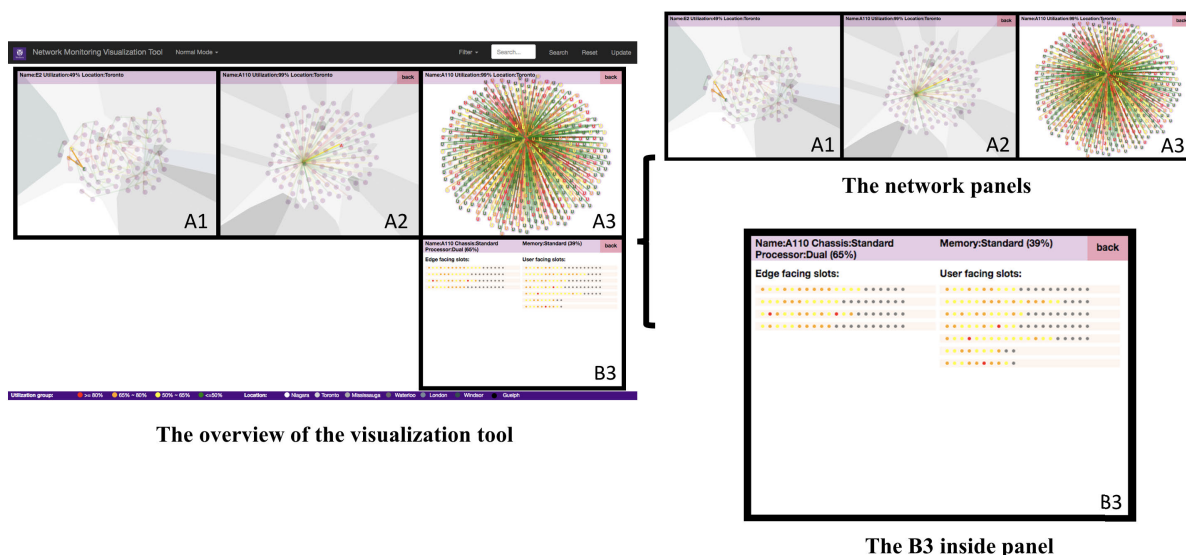 Network Monitoring Visualization Tool Normal Mode Filter Search... Search Reset Update
Name:E2 Utilization:49% Location:Toronto
Name:A110 Utilization:99% Location:Toronto back
Name:A110 Utilization:99% Location:Toronto back
A1
A2
A3
Name:A110 Chassis:Standard Memory:Standard (39%) back
Processor:Dual (65%)
Edge facing slots: User facing slots:
B3
Utilization group: >= 80% 65% ~ 80% 50% ~ 65% <=50% Location: Niagara Toronto Mississauga Waterloo London Windsor Guelph
The overview of the visualization tool
Name:E2 Utilization:49% Location:Toronto
Name:A110 Utilization:99% Location:Toronto back
Name:A110 Utilization:99% Location:Toronto back
A1
A2
A3
The network panels
Name:A110 Chassis:Standard Memory:Standard (39%) back
Processor:Dual (65%)
Edge facing slots: User facing slots:
B3
The B3 inside panel